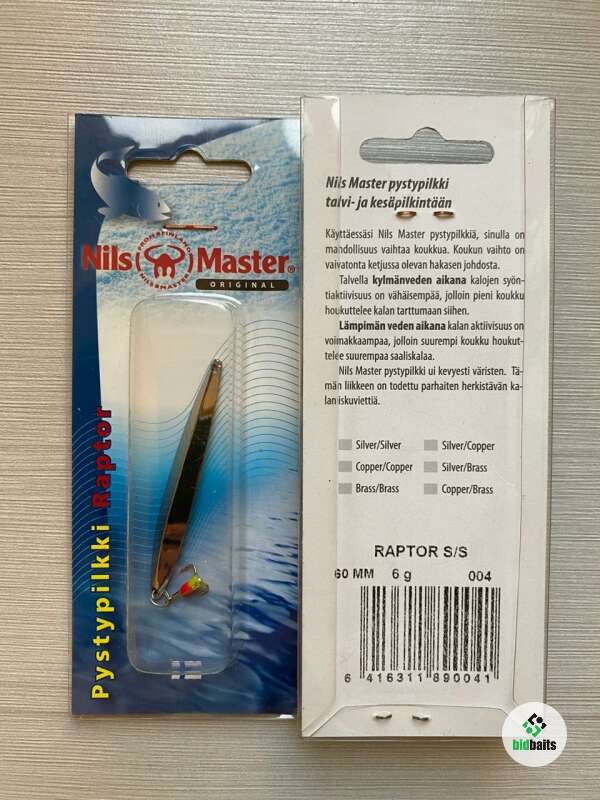 FROM FINLAND
Nils Master®
NILSMASTER
ORIGINAL
Pystypilkki Raptor
Nils Master pystypilkki
talvi- ja kesäpilkintään
Käyttäessäsi Nils Master pystypilkkiä, sinulla on
mahdollisuus vaihtaa koukkua. Koukun vaihto on
vaivatonta ketjussa olevan hakasen johdosta.
Talvella kylmänveden aikana kalojen syön-
tiaktiivisuus on vähäisempää, jolloin pieni koukku
houkuttelee kalan tarttumaan siihen.
Lämpimän veden aikana kalan aktiivisuus on
voimakkaampaa, jolloin suurempi koukku houkut-
telee suurempaa saaliskalaa.
Nils Master pystypilkki ui kevyesti väristen. Tä-
män liikkeen on todettu parhaiten herkistävän ka-
lan iskuviettiä.
Silver/Silver Silver/Copper
Copper/Copper Silver/Brass
Brass/Brass Copper/Brass
RAPTOR S/S
60 MM 6 g 004
6 416311 890041
bidbaits